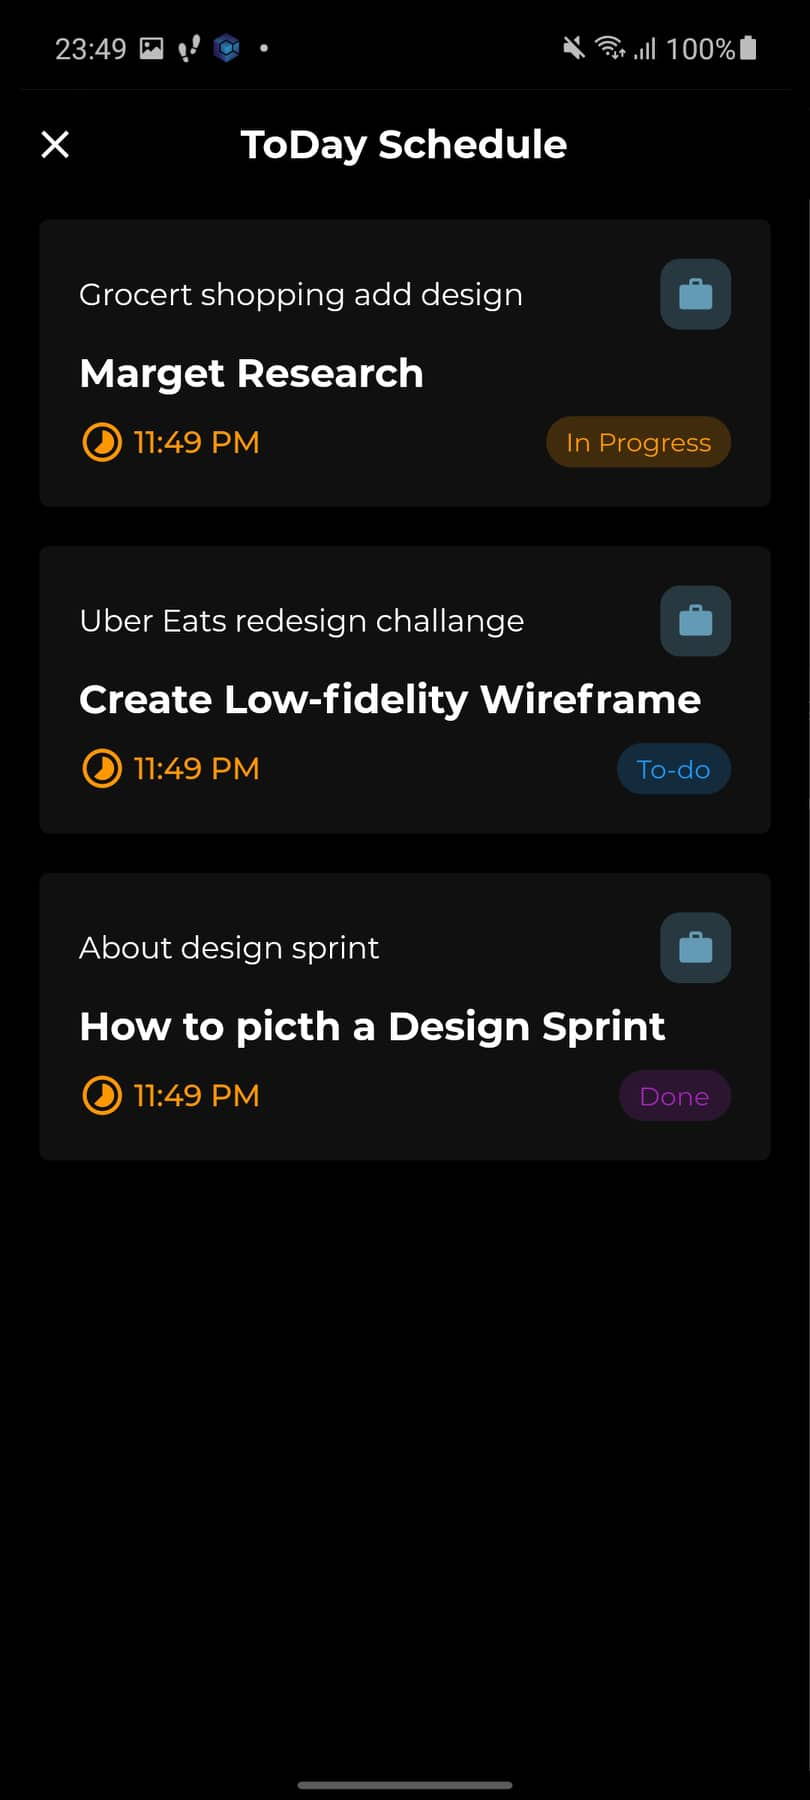 23:49
100%
ToDay Schedule
Grocert shopping add design
Marget Research
11:49 PM
In Progress
Uber Eats redesign challange
Create Low-fidelity Wireframe
11:49 PM
To-do
About design sprint
How to picth a Design Sprint
11:49 PM
Done